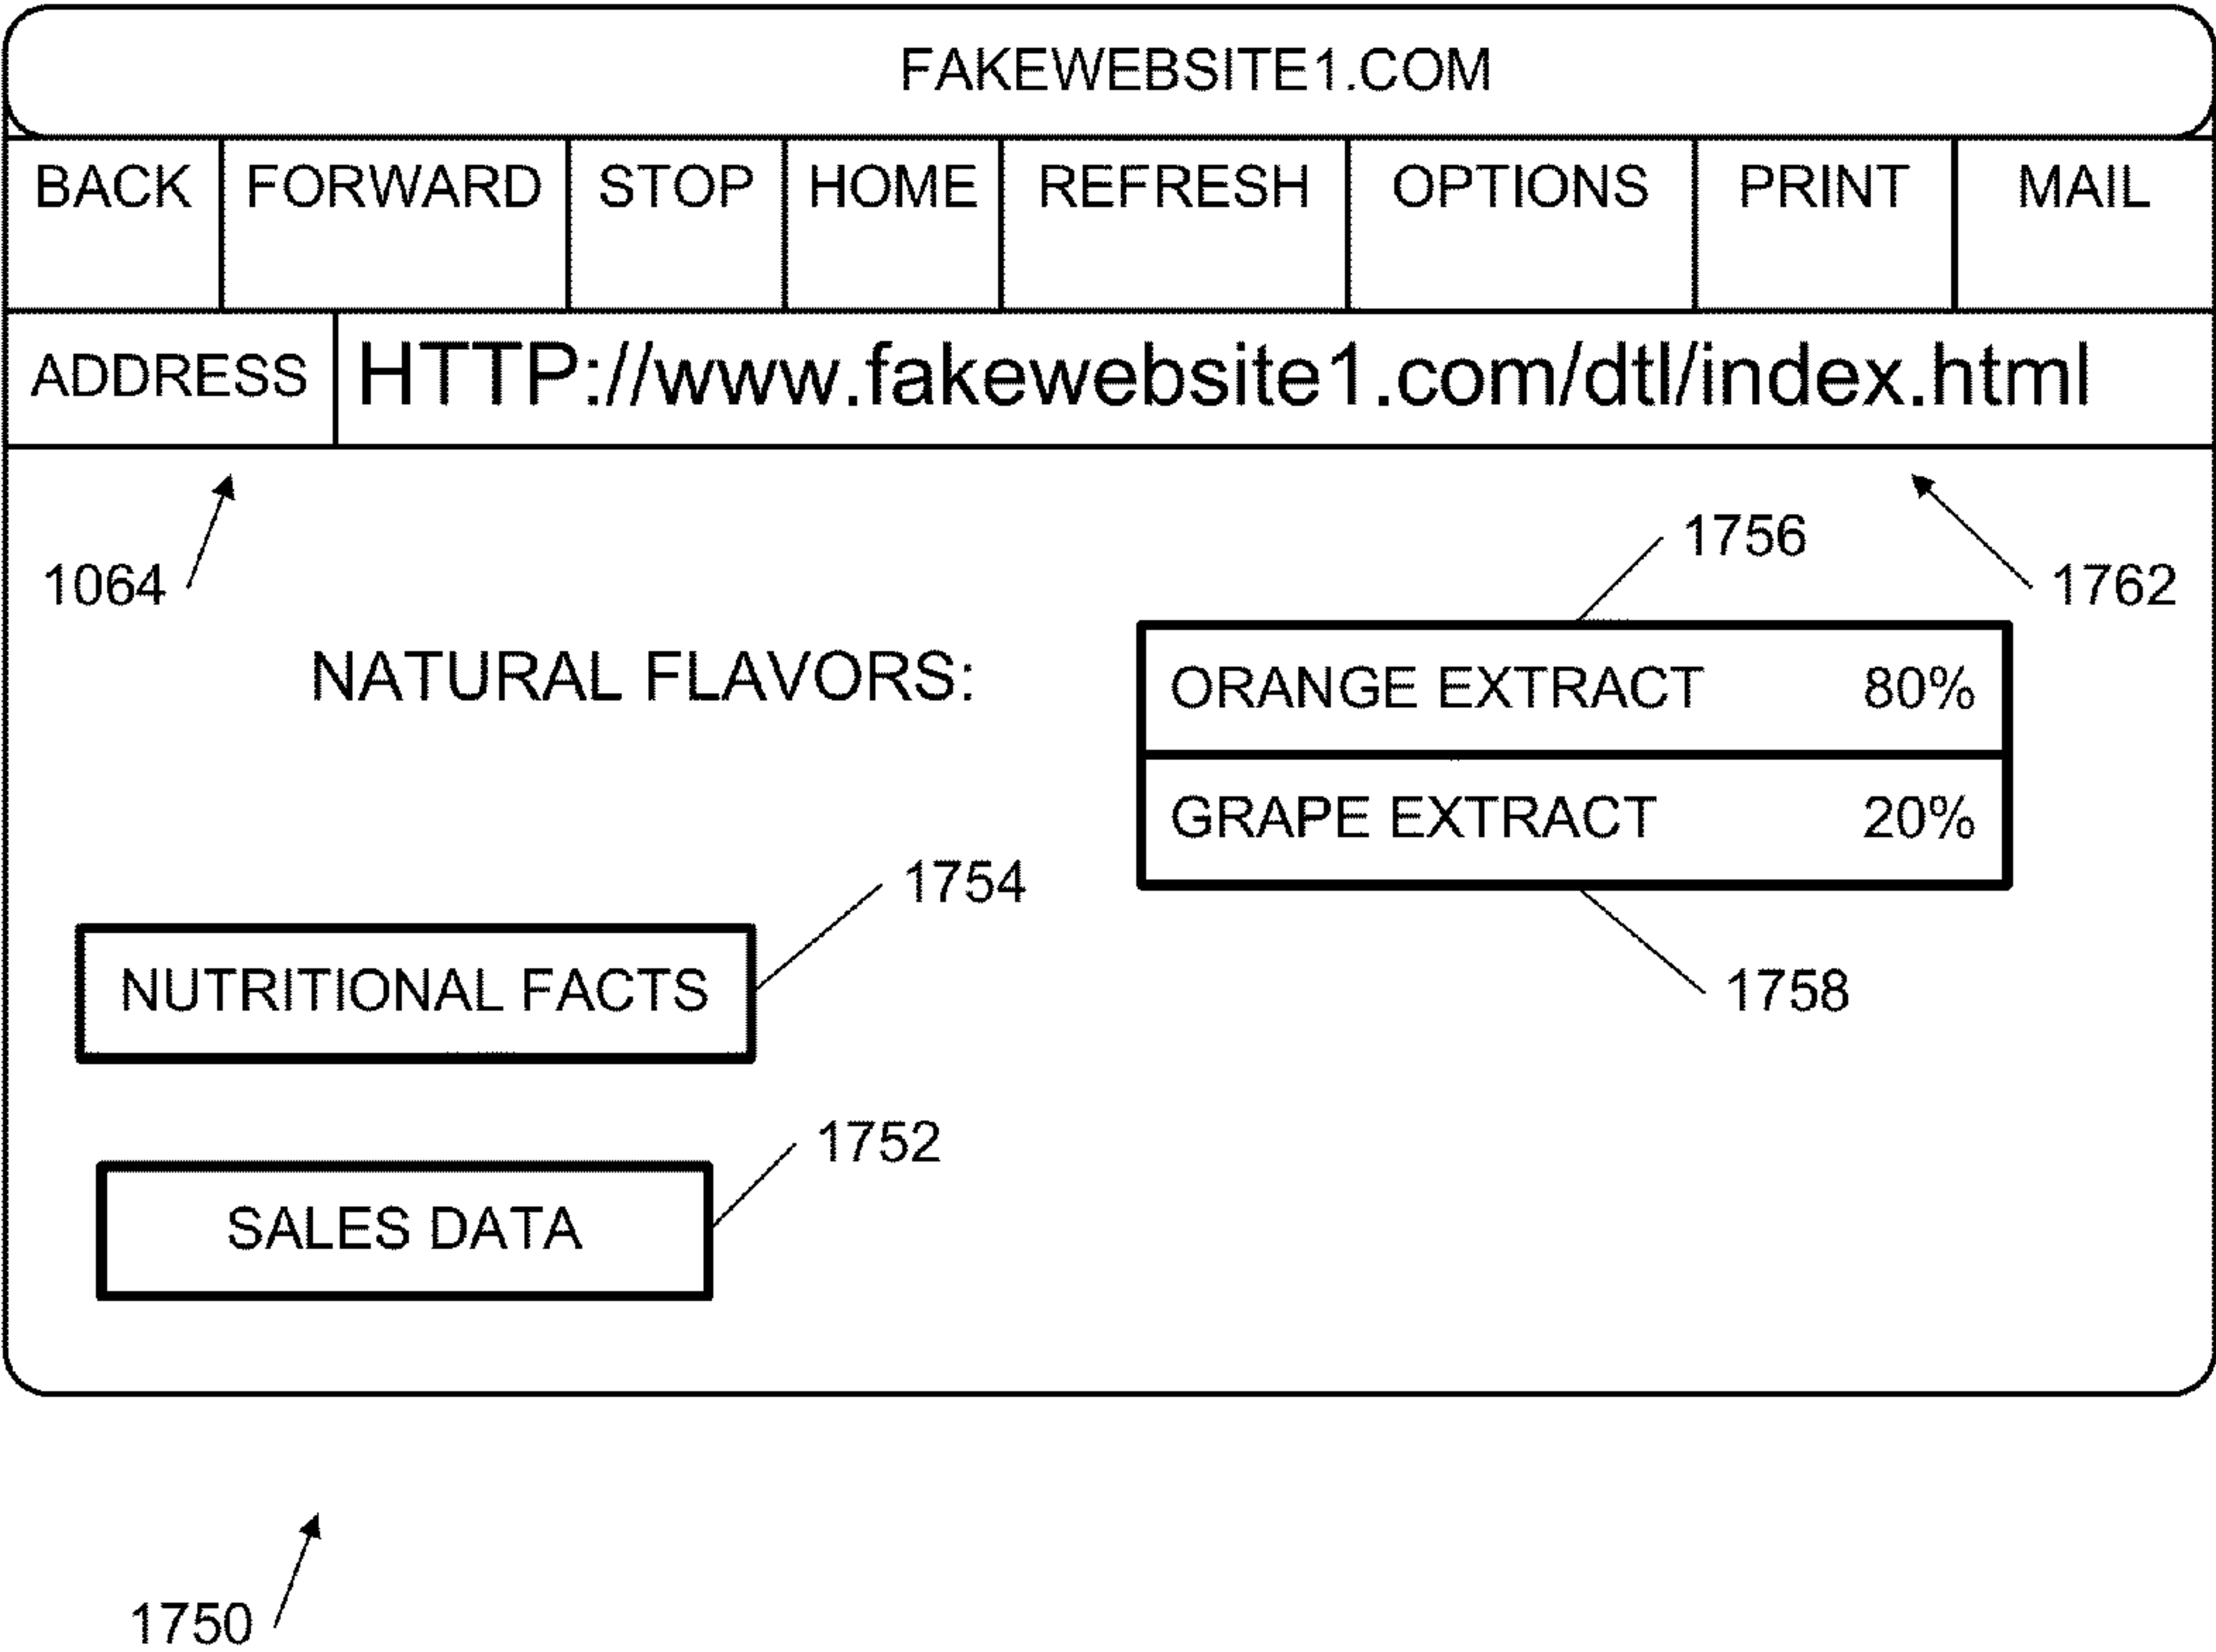 FAKEWEBSITE1.COM
BACK FORWARD STOP HOME REFRESH OPTIONS PRINT MAIL
ADDRESS HTTP://www.fakewebsite1.com/dtl/index.html
1756
1064 1762
NATURAL FLAVORS: ORANGE EXTRACT 80%
GRAPE EXTRACT 20%
1754
NUTRITIONAL FACTS 1758
1752
SALES DATA
1750